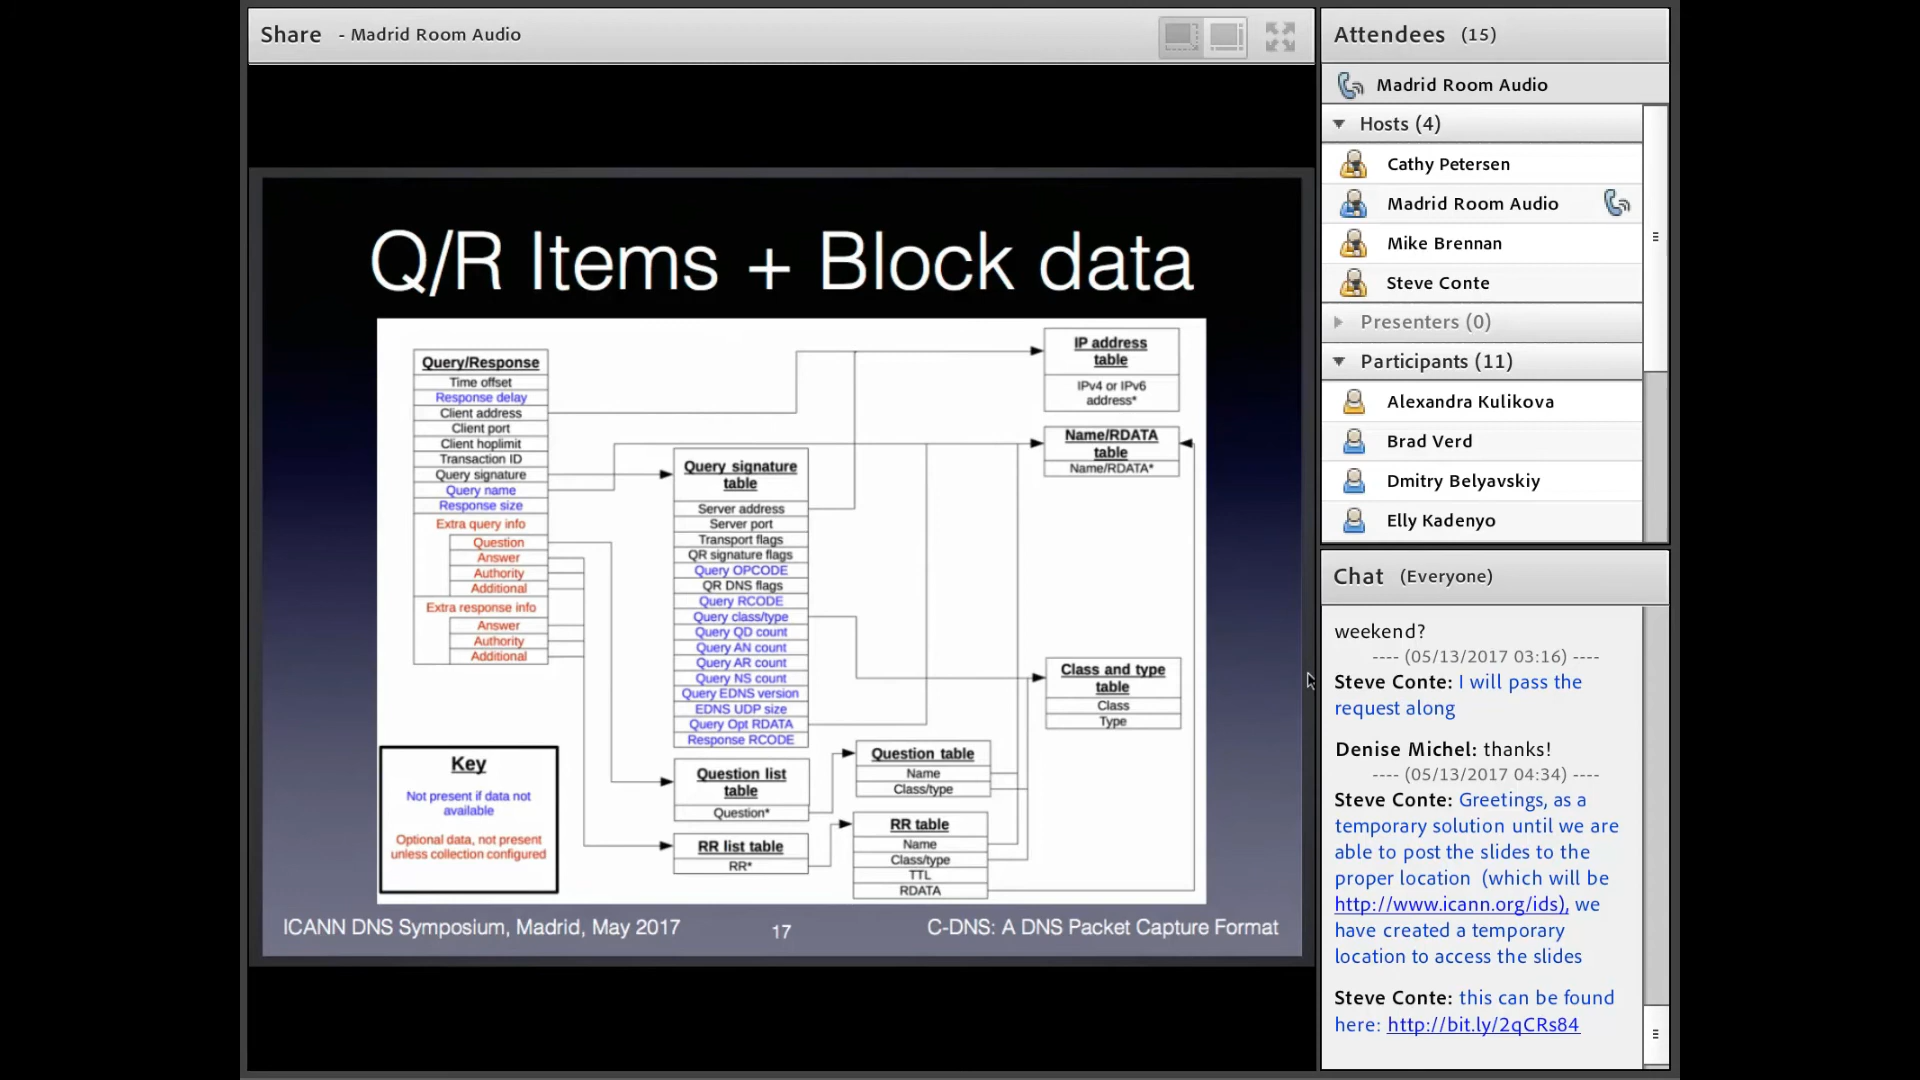 Share - Madrid Room Audio
Q/R Items + Block data
Query/Response
Time offset
Response delay
Client address
Client port
Client hoplimit
Transaction ID
Query signature
Query name
Response size
Extra query info
Question
Answer
Authority
Additional
Extra response info
Answer
Authority
Additional
Key
Not present if data not
available
Optional data, not present
unless collection configured
Query signature
table
Server address
Server port
Transport flags
QR signature flags
Query OPCODE
QR DNS flags
Query RCODE
Query class/type
Query QD count
Query AN count
Query AR count
Query NS count
Query EDNS version
EDNS UDP size
Query Opt RDATA
Response RCODE
Question list
table
Question*
RR list table
RR*
Question table
Name
Class/type
RR table
Name
Class/type
TTL
RDATA
IP address
table
IPv4 or IPv6
address*
Name/RDATA
table
Name/RDATA*
Class and type
table
Class
Type
ICANN DNS Symposium, Madrid, May 2017
17
C-DNS: A DNS Packet Capture Format
Attendees (15)
Madrid Room Audio
Hosts (4)
Cathy Petersen
Madrid Room Audio
Mike Brennan
Steve Conte
Presenters (0)
Participants (11)
Alexandra Kulikova
Brad Verd
Dmitry Belyavskiy
Elly Kadenyo
Chat (Everyone)
weekend?
---- (05/13/2017 03:16) ----
Steve Conte: I will pass the
request along
Denise Michel: thanks!
---- (05/13/2017 04:34) ----
Steve Conte: Greetings, as a
temporary solution until we are
able to post the slides to the
proper location (which will be
http://www.icann.org/ids), we
have created a temporary
location to access the slides
Steve Conte: this can be found
here: http://bit.ly/2qCRs84